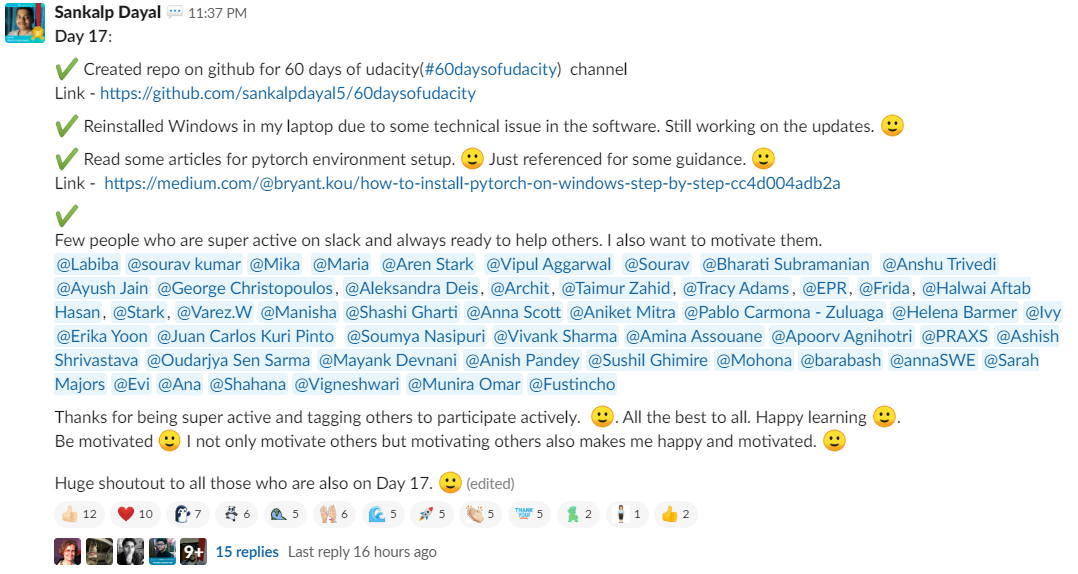 Sankalp Dayal 11:37 PM
Day 17:
Created repo on github for 60 days of udacity(#60daysofudacity) channel
Link - https://github.com/sankalpdayal5/60daysofudacity
Reinstalled Windows in my laptop due to some technical issue in the software. Still working on the updates.
Read some articles for pytorch environment setup. Just referenced for some guidance.
Link - https://medium.com/@bryant.kou/how-to-install-pytorch-on-windows-step-by-step-cc4d004adb2a
Few people who are super active on slack and always ready to help others. I also want to motivate them.
@Labiba @sourav kumar @Mika @Maria @Aren Stark @Vipul Aggarwal @Sourav @Bharati Subramanian @Anshu Trivedi
@Ayush Jain @George Christopoulos, @Aleksandra Deis, @Archit, @Taimur Zahid, @Tracy Adams, @EPR, @Frida, @Halwai Aftab
Hasan, @Stark, @Varez.W @Manisha @Shashi Gharti @Anna Scott @Aniket Mitra @Pablo Carmona - Zuluaga @Helena Barmer @Ivy
@Erika Yoon @Juan Carlos Kuri Pinto @Soumya Nasipuri @Vivank Sharma @Amina Assouane @Apoorv Agnihotri @PRAXS @Ashish
Shrivastava @Oudarjya Sen Sarma @Mayank Devnani @Anish Pandey @Sushil Ghimire @Mohona @barabash @annaSWE @Sarah
Majors @Evi @Ana @Shahana @Vigneshwari @Munira Omar @Fustincho
Thanks for being super active and tagging others to participate actively. . All the best to all. Happy learning .
Be motivated I not only motivate others but motivating others also makes me happy and motivated.
Huge shoutout to all those who are also on Day 17. (edited)
12 10 7 6 5 6 5 5 5 THANK YOU! 5 2 1 2
9+ 15 replies Last reply 16 hours ago